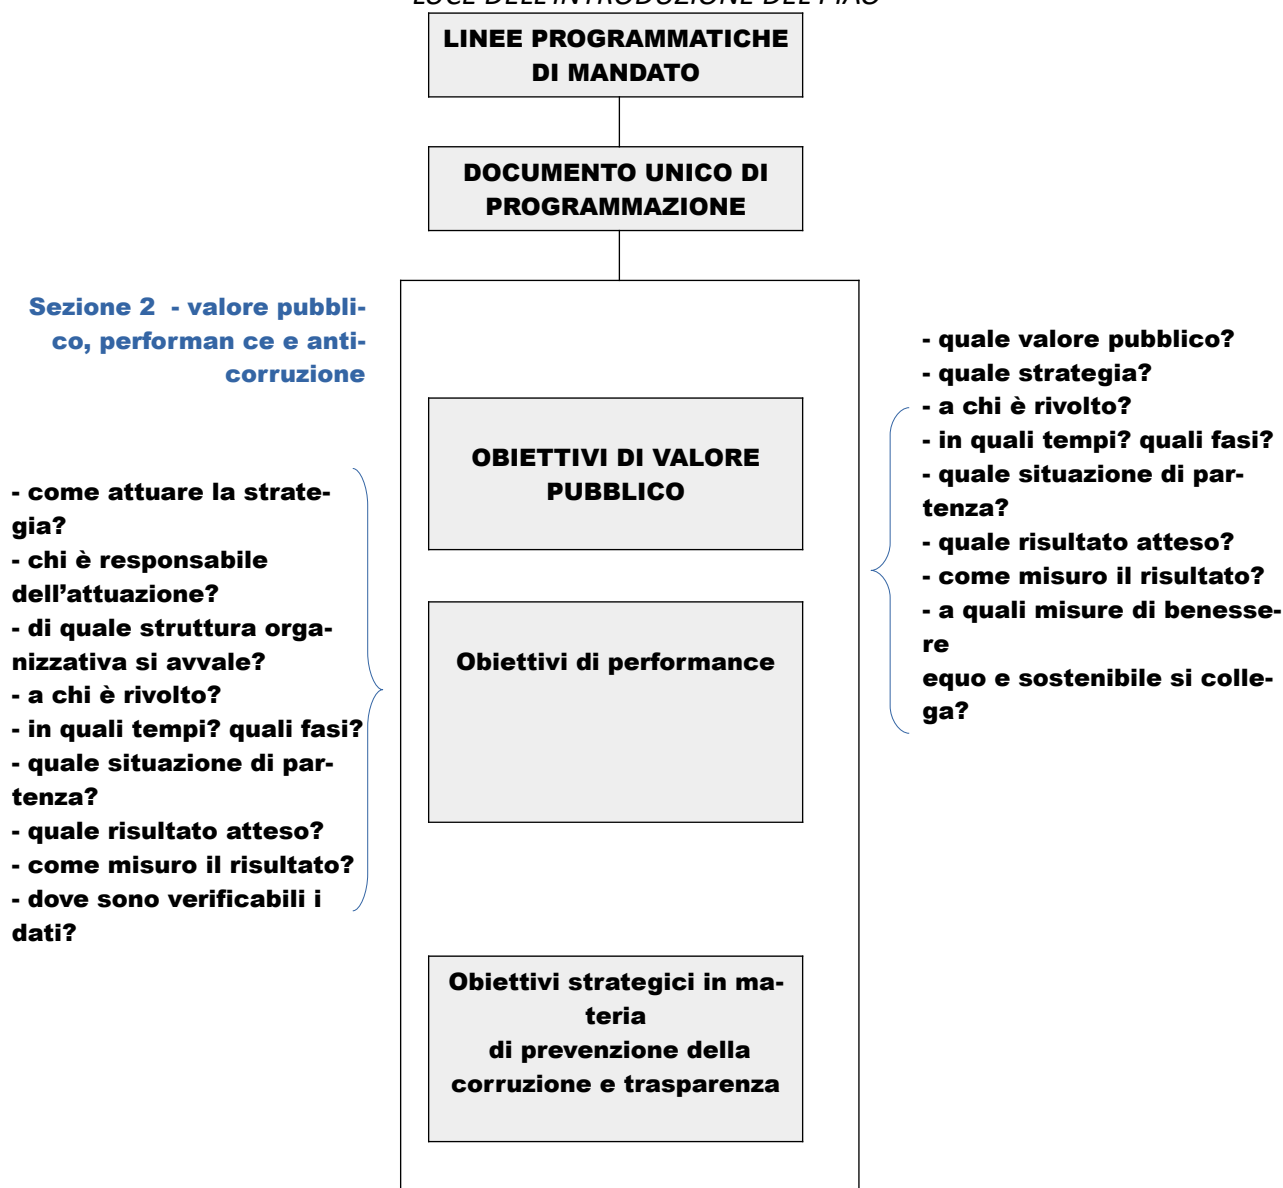 LUCE DELL'INTRODUZIONE DEL PIAO
LINEE PROGRAMMATICHE
DI MANDATO
DOCUMENTO UNICO DI
PROGRAMMAZIONE
Sezione 2 - valore pubbli-
co, performan ce e anti-
corruzione
OBIETTIVI DI VALORE
PUBBLICO
- quale valore pubblico?
- quale strategia?
- a chi è rivolto?
- in quali tempi? quali fasi?
- quale situazione di par-
tenza?
- quale risultato atteso?
- come misuro il risultato?
- a quali misure di benesse-
re
equo e sostenibile si colle-
ga?
- come attuare la strate-
gia?
- chi è responsabile
dell’attuazione?
- di quale struttura orga-
nizzativa si avvale?
- a chi è rivolto?
- in quali tempi? quali fasi?
- quale situazione di par-
tenza?
- quale risultato atteso?
- come misuro il risultato?
- dove sono verificabili i
dati?
Obiettivi di performance
Obiettivi strategici in ma-
teria
di prevenzione della
corruzione e trasparenza